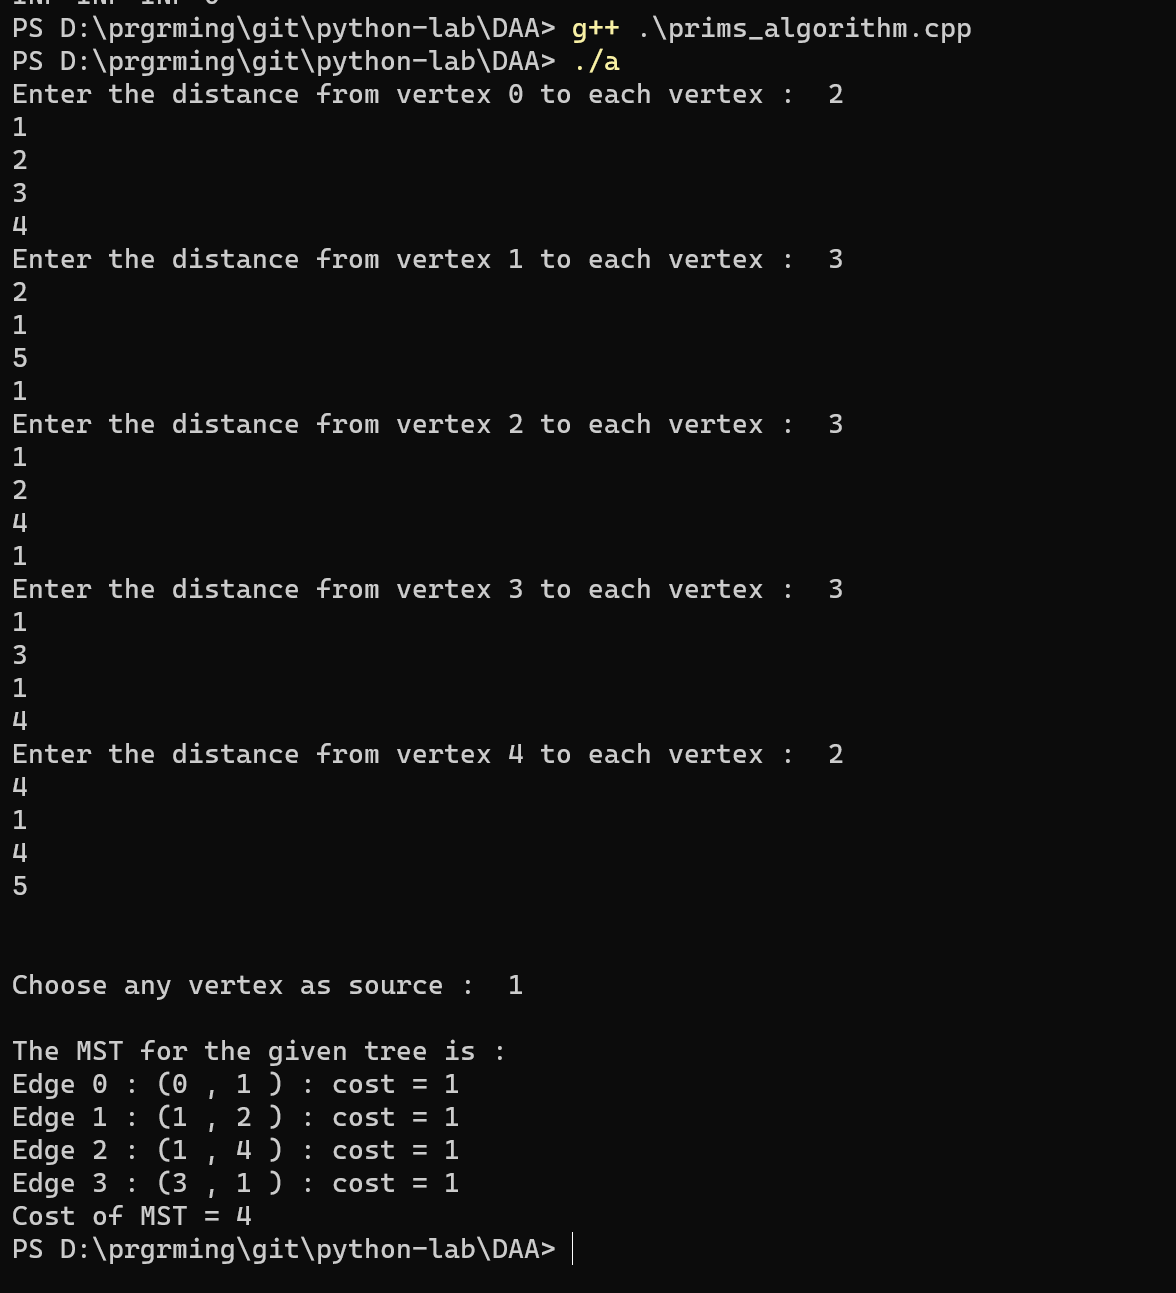 PS D:\prgrming\git\python-lab\DAA> g++ .\prims_algorithm.cpp
PS D:\prgrming\git\python-lab\DAA> ./a
Enter the distance from vertex 0 to each vertex :  2
1
2
3
4
Enter the distance from vertex 1 to each vertex :  3
2
1
5
1
Enter the distance from vertex 2 to each vertex :  3
1
2
4
1
Enter the distance from vertex 3 to each vertex :  3
1
3
1
4
Enter the distance from vertex 4 to each vertex :  2
4
1
4
5
Choose any vertex as source :  1
The MST for the given tree is :
Edge 0 : (0 , 1 ) : cost = 1
Edge 1 : (1 , 2 ) : cost = 1
Edge 2 : (1 , 4 ) : cost = 1
Edge 3 : (3 , 1 ) : cost = 1
Cost of MST = 4
PS D:\prgrming\git\python-lab\DAA>